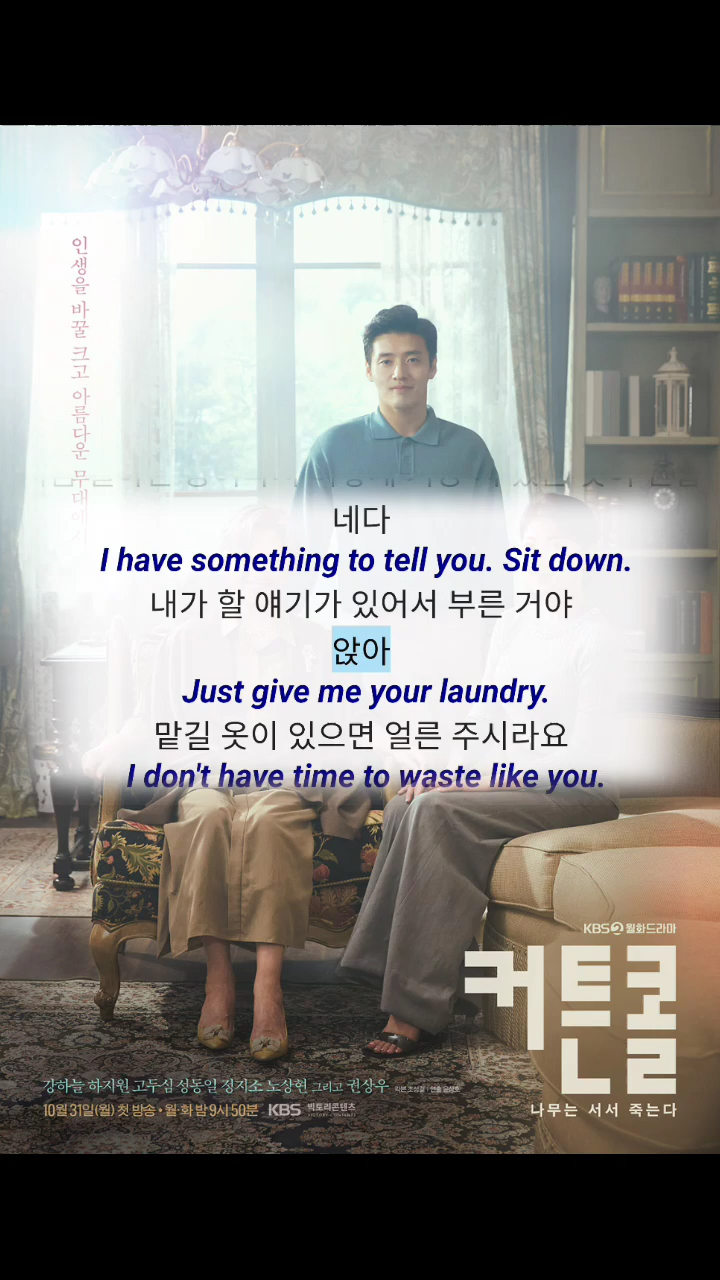 인생을 바꿀 크고 아름다운 무대에서
네다
I have something to tell you. Sit down.
내가 할 얘기가 있어서 부른 거야
앉아
Just give me your laundry.
맡길 옷이 있으면 얼른 주시라요
I don't have time to waste like you.
KBS2 월화드라마
커튼콜
나무는 서서 죽는다
강하늘 하지원 고두심 성동일 정지소 노상현 그리고 권상우
10월 31일(월) 첫 방송 • 월·화 밤 9시 50분 KBS 빅토리콘텐츠